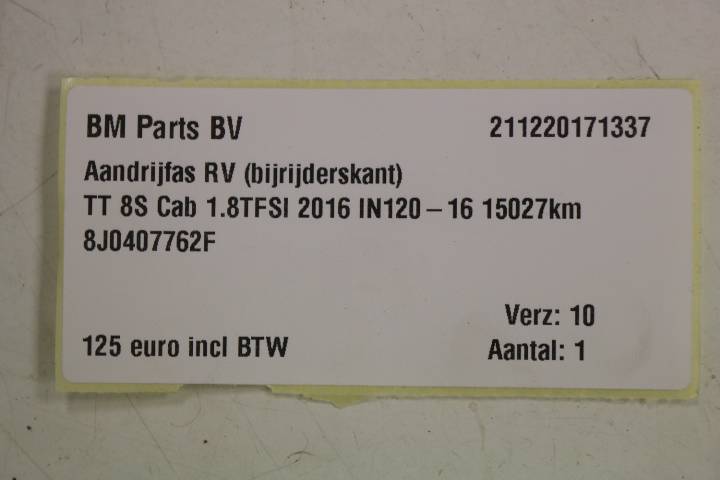 BM Parts BV 211220171337
Aandrijfas RV (bijrijderskant)
TT 8S Cab 1.8TFSI 2016 IN120-16 15027km
8J0407762F
Verz: 10
125 euro incl BTW Aantal: 1